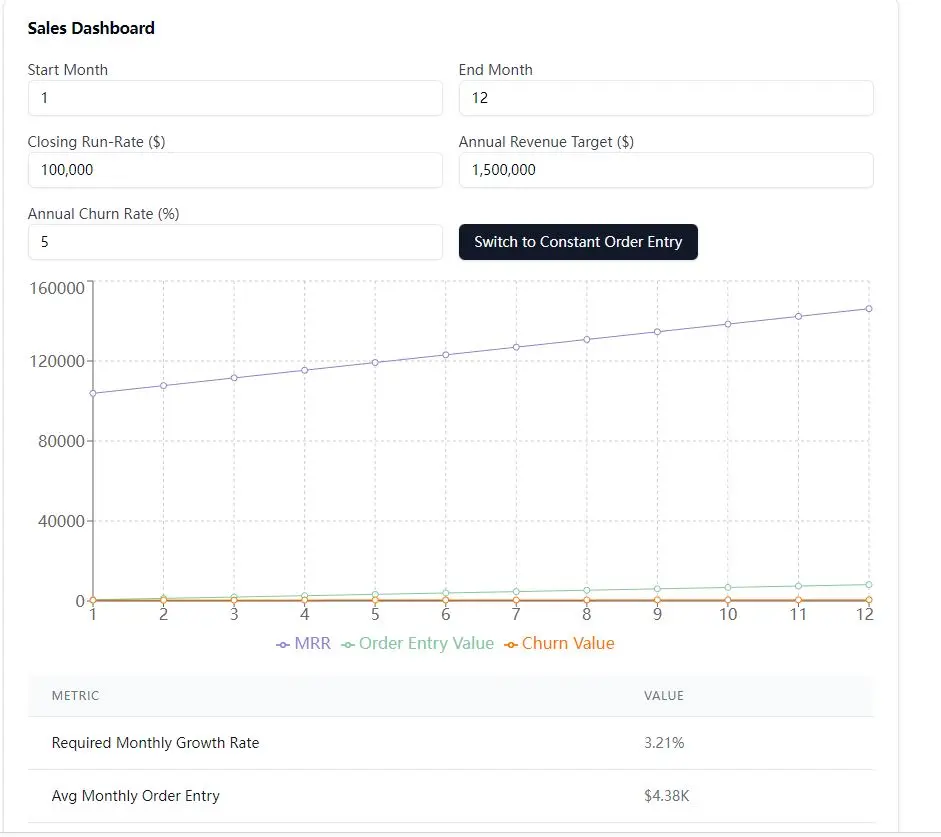 Sales Dashboard
Start Month End Month
1 12
Closing Run-Rate ($) Annual Revenue Target ($)
100,000 1,500,000
Annual Churn Rate (%)
5 Switch to Constant Order Entry
160000
120000
80000
40000
0
1 2 3 4 5 6 7 8 9 10 11 12
MRR Order Entry Value Churn Value
METRIC VALUE
Required Monthly Growth Rate 3.21%
Avg Monthly Order Entry $4.38K